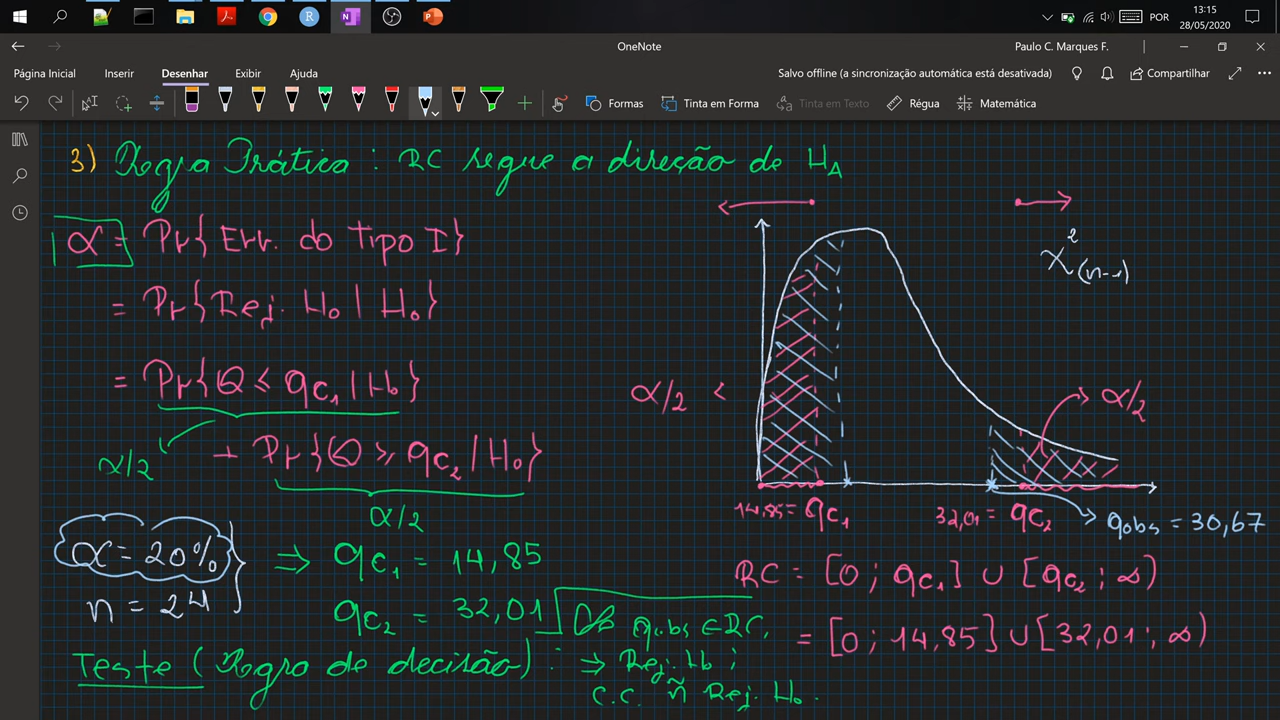 13:15
POR
28/05/2020
OneNote
Paulo C. Marques F.
Página Inicial Inserir Desenhar Exibir Ajuda
Salvo offline (a sincronização automática está desativada)
Compartilhar
Formas Tinta em Forma Tinta em Texto Régua Matemática
3) Regra Prática : RC segue a direção de H_A
α = Pr{Err. do Tipo I}
= Pr{Rej. H₀ | H₀}
= Pr{Q ≤ qc₁ | H₀}
α/2
+ Pr{Q ≥ qc₂ | H₀}
α/2
α = 20%
n = 24
⇒ qc₁ = 14,85
qc₂ = 32,01
Teste (Regra de decisão) :
qobs ∈ RC,
⇒ Rej. H₀ ;
C.C. ñ Rej. H₀.
χ²(n-1)
α/2 <
α/2
14,85 = qc₁
32,01 = qc₂
qobs = 30,67
RC = [0 ; qc₁] ∪ [qc₂ ; ∞)
= [0 ; 14,85] ∪ [32,01 ; ∞)